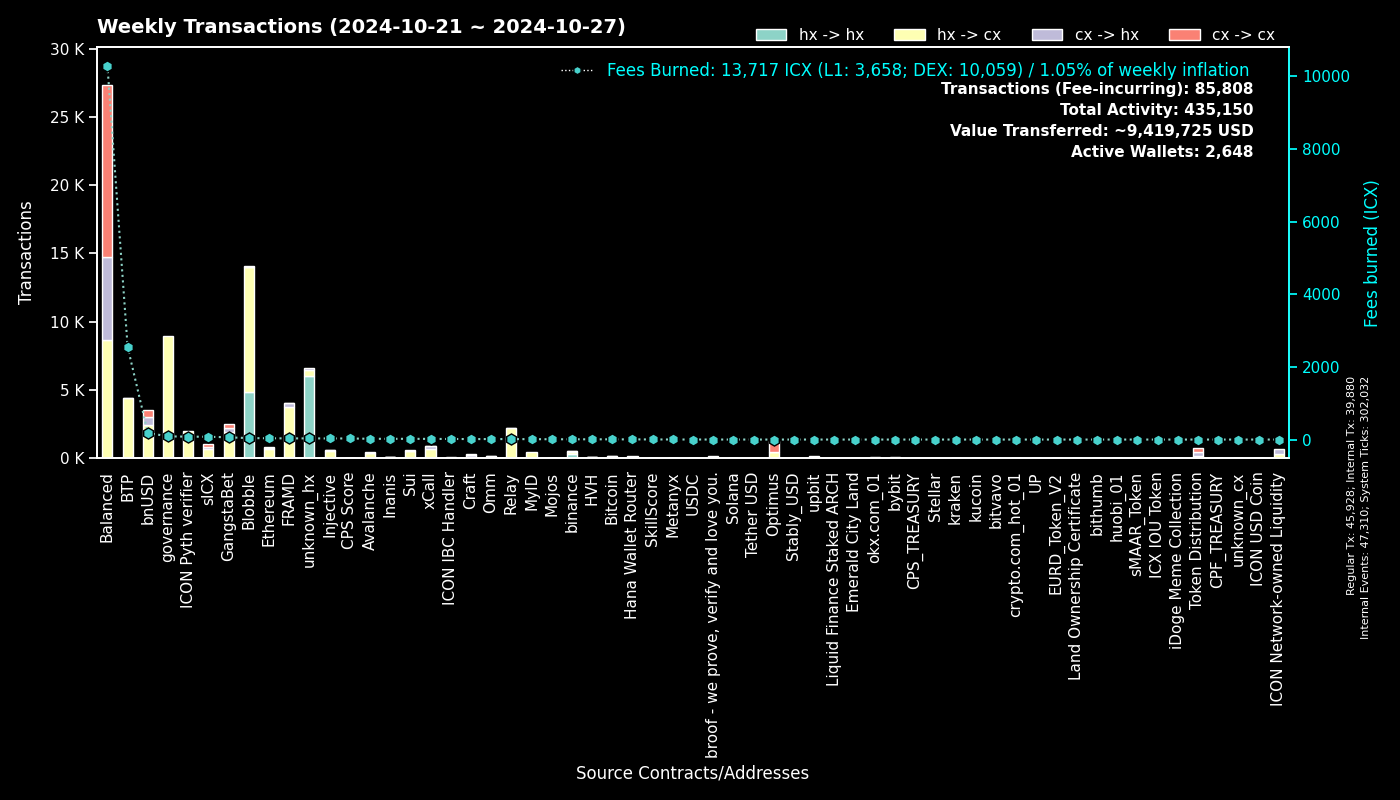 Weekly Transactions (2024-10-21 ~ 2024-10-27)
hx -> hx
hx -> cx
cx -> hx
cx -> cx
Fees Burned: 13,717 ICX (L1: 3,658; DEX: 10,059) / 1.05% of weekly inflation
Transactions (Fee-incurring): 85,808
Total Activity: 435,150
Value Transferred: ~9,419,725 USD
Active Wallets: 2,648
Transactions
30 K
25 K
20 K
15 K
10 K
5 K
0 K
10000
8000
6000
4000
2000
0
Fees burned (ICX)
Regular Tx: 45,928; Internal Tx: 39,880
Internal Events: 47,310; System Ticks: 302,032
Balanced
BTP
bnUSD
governance
ICON Pyth verifier
sICX
GangstaBet
Blobble
Ethereum
FRAMD
unknown_hx
Injective
CPS Score
Avalanche
Inanis
Sui
xCall
ICON IBC Handler
Craft
Omm
Relay
MyID
Mojos
binance
HVH
Bitcoin
Hana Wallet Router
SkillScore
Metanyx
USDC
broof - we prove, verify and love you.
Solana
Tether USD
Optimus
Stably_USD
upbit
Liquid Finance Staked ARCH
Emerald City Land
okx.com_01
bybit
CPS_TREASURY
Stellar
kraken
kucoin
bitvavo
crypto.com_hot_01
UP
EURD_Token_V2
Land Ownership Certificate
bithumb
huobi_01
sMAAR_Token
ICX IOU Token
iDoge Meme Collection
Token Distribution
CPF_TREASURY
unknown_cx
ICON USD Coin
ICON Network-owned Liquidity
Source Contracts/Addresses